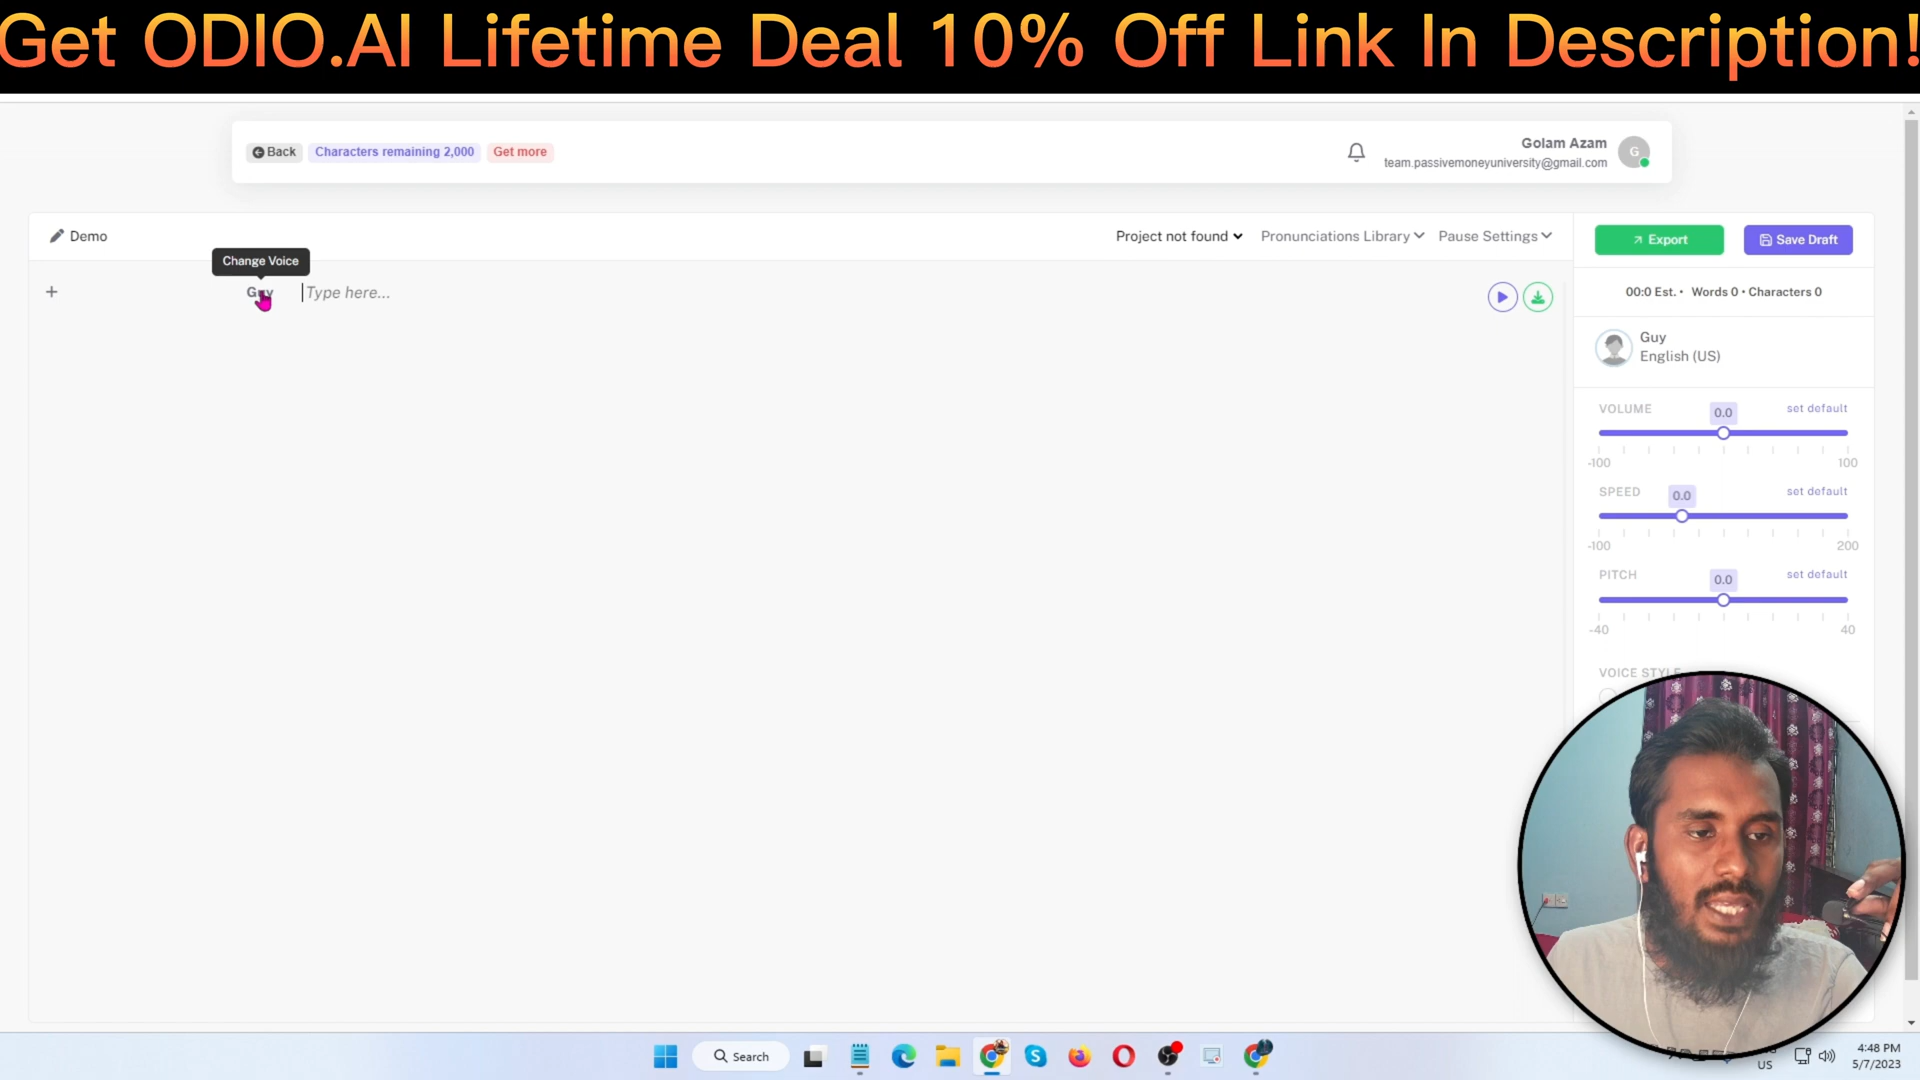 Get ODIO.AI Lifetime Deal 10% Off Link In Description!
Back Characters remaining 2,000 Get more
Golam Azam
team.passivemoneyuniversity@gmail.com
G
Demo
Project not found Pronunciations Library Pause Settings
Export Save Draft
Change Voice
Guy Type here...
00:0 Est. • Words 0 • Characters 0
Guy
English (US)
VOLUME 0.0 set default
-100 100
SPEED 0.0 set default
-100 200
PITCH 0.0 set default
-40 40
VOICE STYLE
Search
US
4:48 PM
5/7/2023